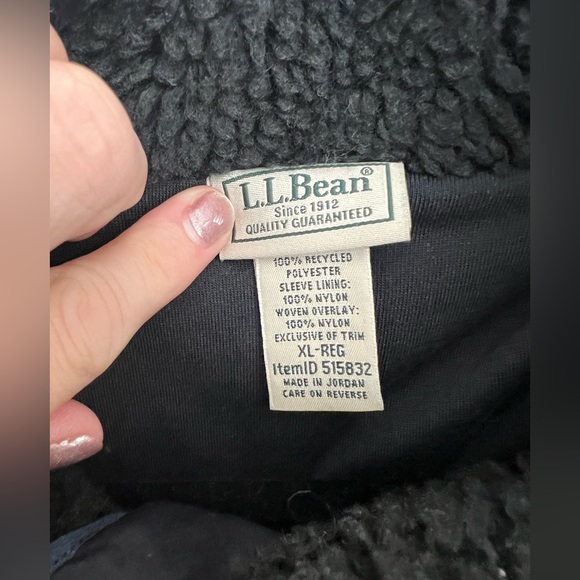 L.L.Bean®
Since 1912
QUALITY GUARANTEED
100% RECYCLED
POLYESTER
SLEEVE LINING:
100% NYLON
WOVEN OVERLAY:
100% NYLON
EXCLUSIVE OF TRIM
XL-REG
ItemID 515832
MADE IN JORDAN
CARE ON REVERSE